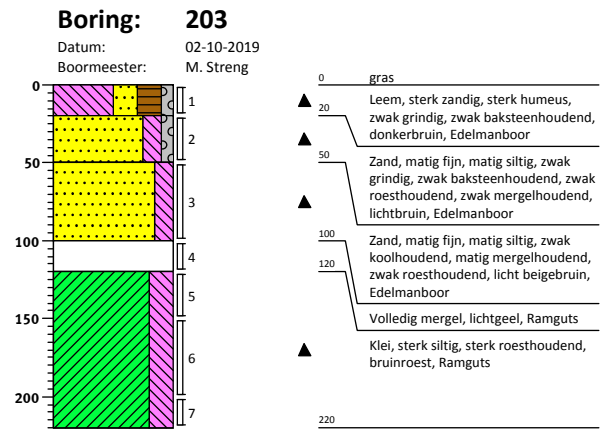 Boring: 203
Datum: 02-10-2019
Boormeester: M. Streng
0
50
100
150
200
1
2
3
4
5
6
7
0 gras
Leem, sterk zandig, sterk humeus,
zwak grindig, zwak baksteenhoudend,
donkerbruin, Edelmanboor
20
Zand, matig fijn, matig siltig, zwak
grindig, zwak baksteenhoudend, zwak
roesthoudend, zwak mergelhoudend,
lichtbruin, Edelmanboor
50
Zand, matig fijn, matig siltig, zwak
koolhoudend, matig mergelhoudend,
zwak roesthoudend, licht beigebruin,
Edelmanboor
100
Volledig mergel, lichtgeel, Ramguts
120
Klei, sterk siltig, sterk roesthoudend,
bruinroest, Ramguts
220